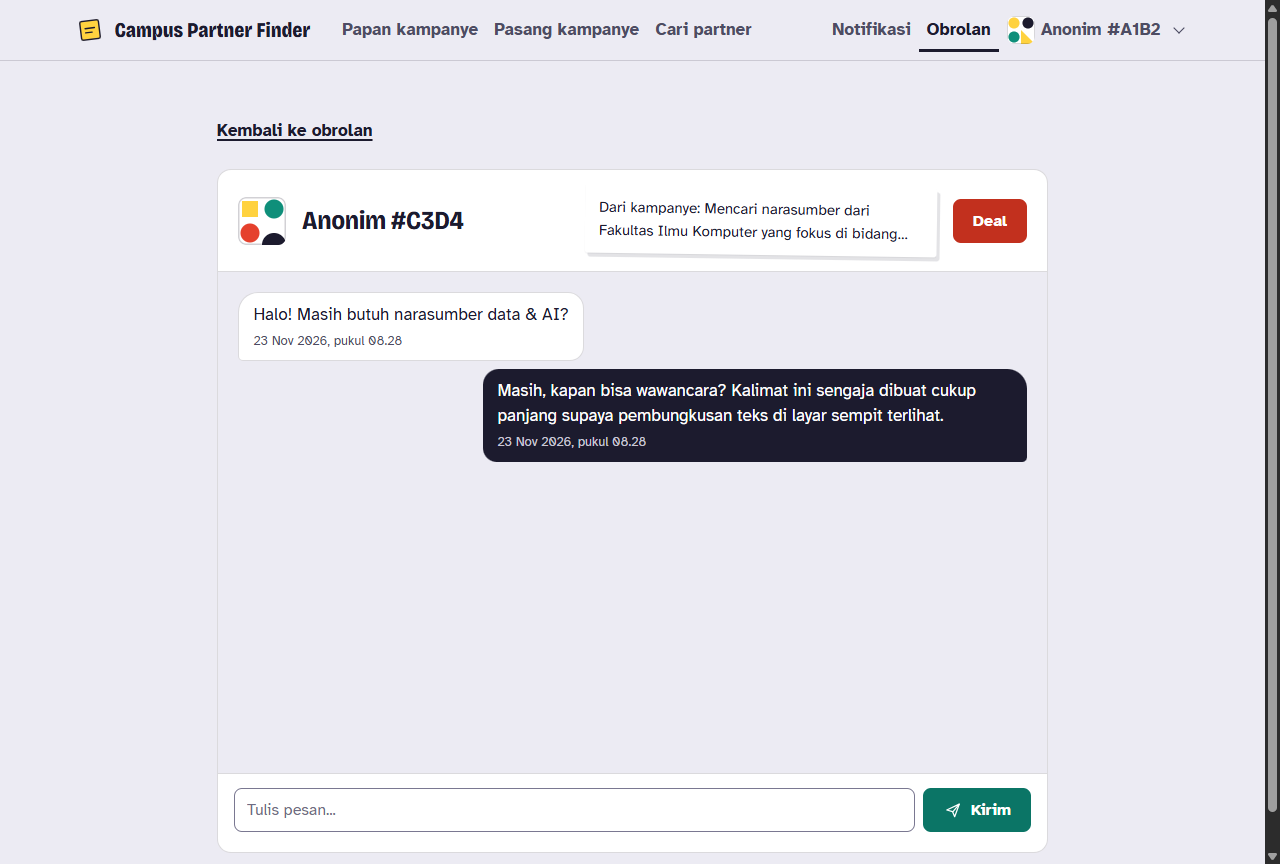 Campus Partner Finder
Papan kampanye
Pasang kampanye
Cari partner
Notifikasi
Obrolan
Anonim #A1B2
Kembali ke obrolan
Anonim #C3D4
Dari kampanye: Mencari narasumber dari
Fakultas Ilmu Komputer yang fokus di bidang...
Deal
Halo! Masih butuh narasumber data & AI?
23 Nov 2026, pukul 08.28
Masih, kapan bisa wawancara? Kalimat ini sengaja dibuat cukup
panjang supaya pembungkusan teks di layar sempit terlihat.
23 Nov 2026, pukul 08.28
Tulis pesan...
Kirim